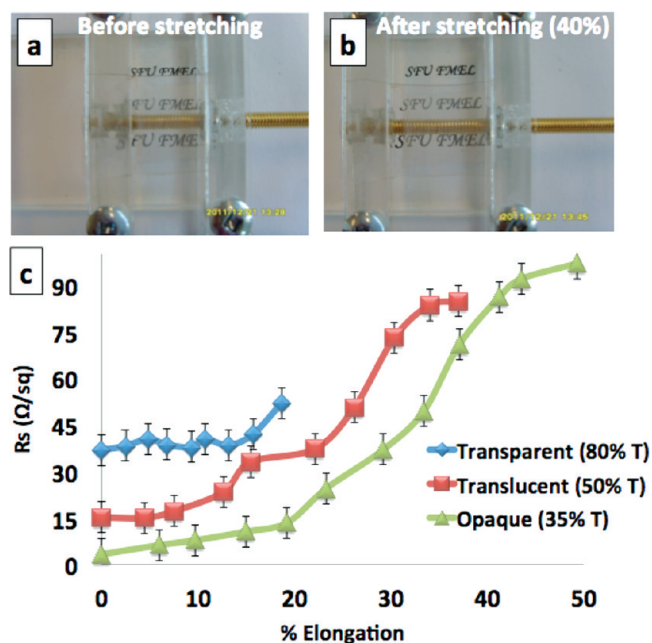 a
Before stretching
SFU FMEL
FU FMEL
FU FMEL
2011/12/21 13:28
b
After stretching (40%)
SFU FMEL
SFU FMEL
SFU FMEL
2011/12/21 13:45
c
90
75
60
45
30
15
0
Rs (Ω/sq)
Transparent (80% T)
Translucent (50% T)
Opaque (35% T)
0 10 20 30 40 50
% Elongation